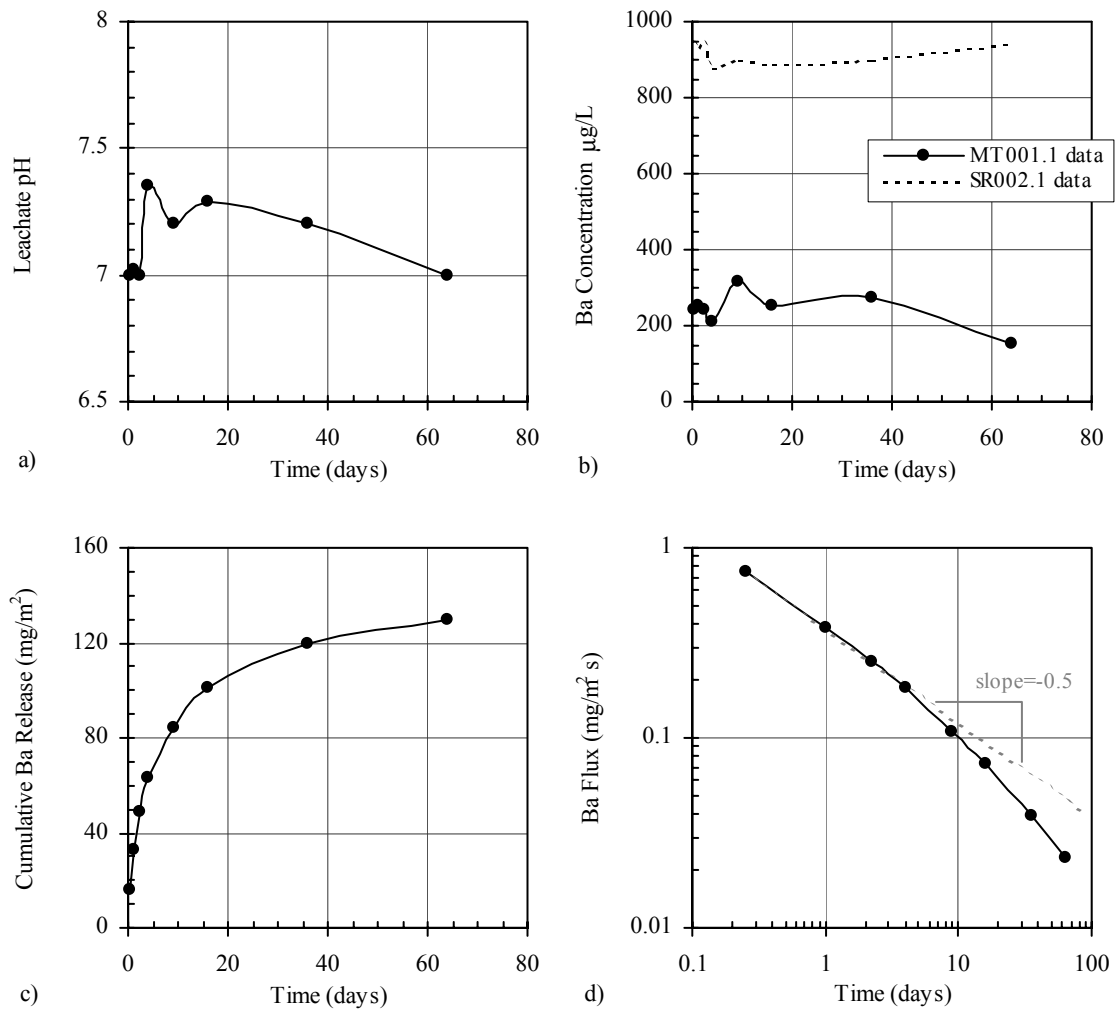 8
7.5
7
6.5
Leachate pH
0 20 40 60 80
Time (days)
a)
1000
800
600
400
200
0
Ba Concentration µg/L
MT001.1 data
SR002.1 data
0 20 40 60 80
Time (days)
b)
160
120
80
40
0
Cumulative Ba Release (mg/m²)
0 20 40 60 80
Time (days)
c)
1
0.1
0.01
Ba Flux (mg/m² s)
slope=-0.5
0.1 1 10 100
Time (days)
d)